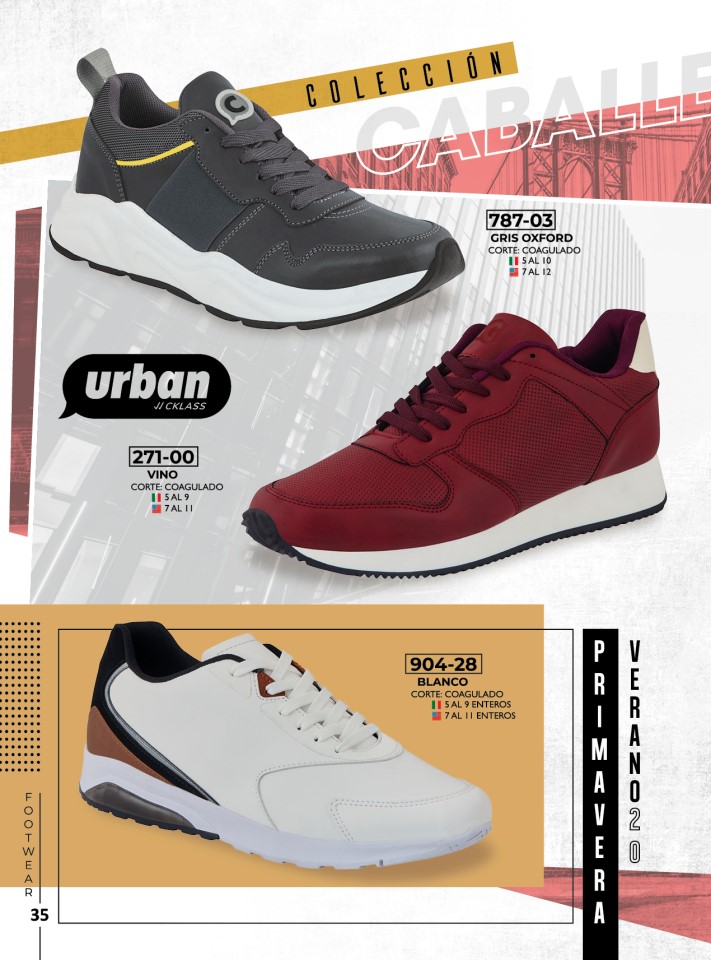 COLECCIÓN
CABALLE
C
787-03
GRIS OXFORD
CORTE: COAGULADO
5 AL 10
7 AL 12
urban
CKLASS
271-00
VINO
CORTE: COAGULADO
5 AL 9
7 AL 11
904-28
BLANCO
CORTE: COAGULADO
5 AL 9 ENTEROS
7 AL 11 ENTEROS
PRIMAVERA
VERANO20
FOOTWEAR
35